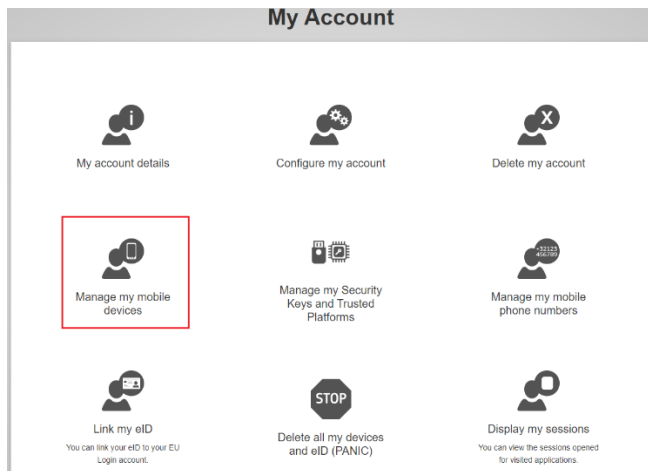 My Account
i
X
My account details
Configure my account
Delete my account
+32123
456789
Manage my mobile
devices
Manage my Security
Keys and Trusted
Platforms
Manage my mobile
phone numbers
STOP
Link my eID
You can link your eID to your EU
Login account.
Delete all my devices
and eID (PANIC)
Display my sessions
You can view the sessions opened
for visited applications.